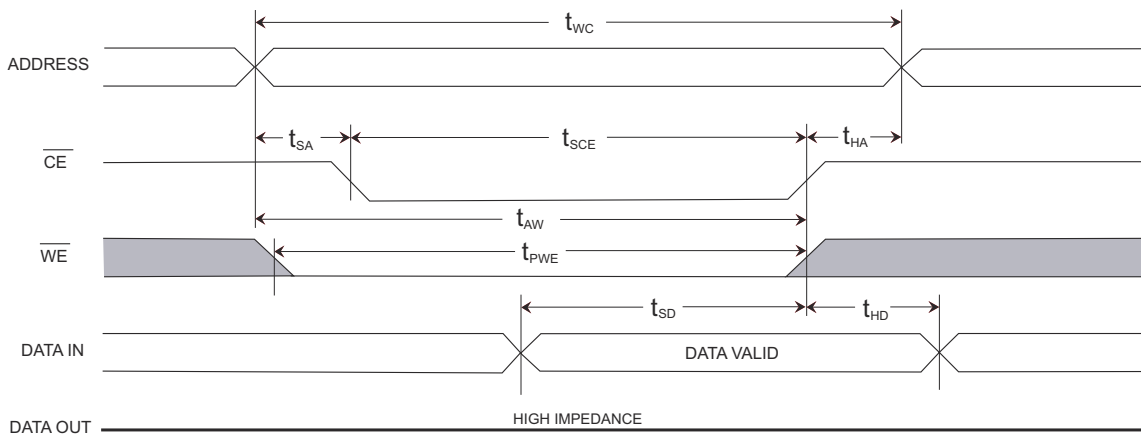 tWC
ADDRESS
tSA
tSCE
tHA
CE
tAW
WE
tPWE
tSD
tHD
DATA IN
DATA VALID
HIGH IMPEDANCE
DATA OUT